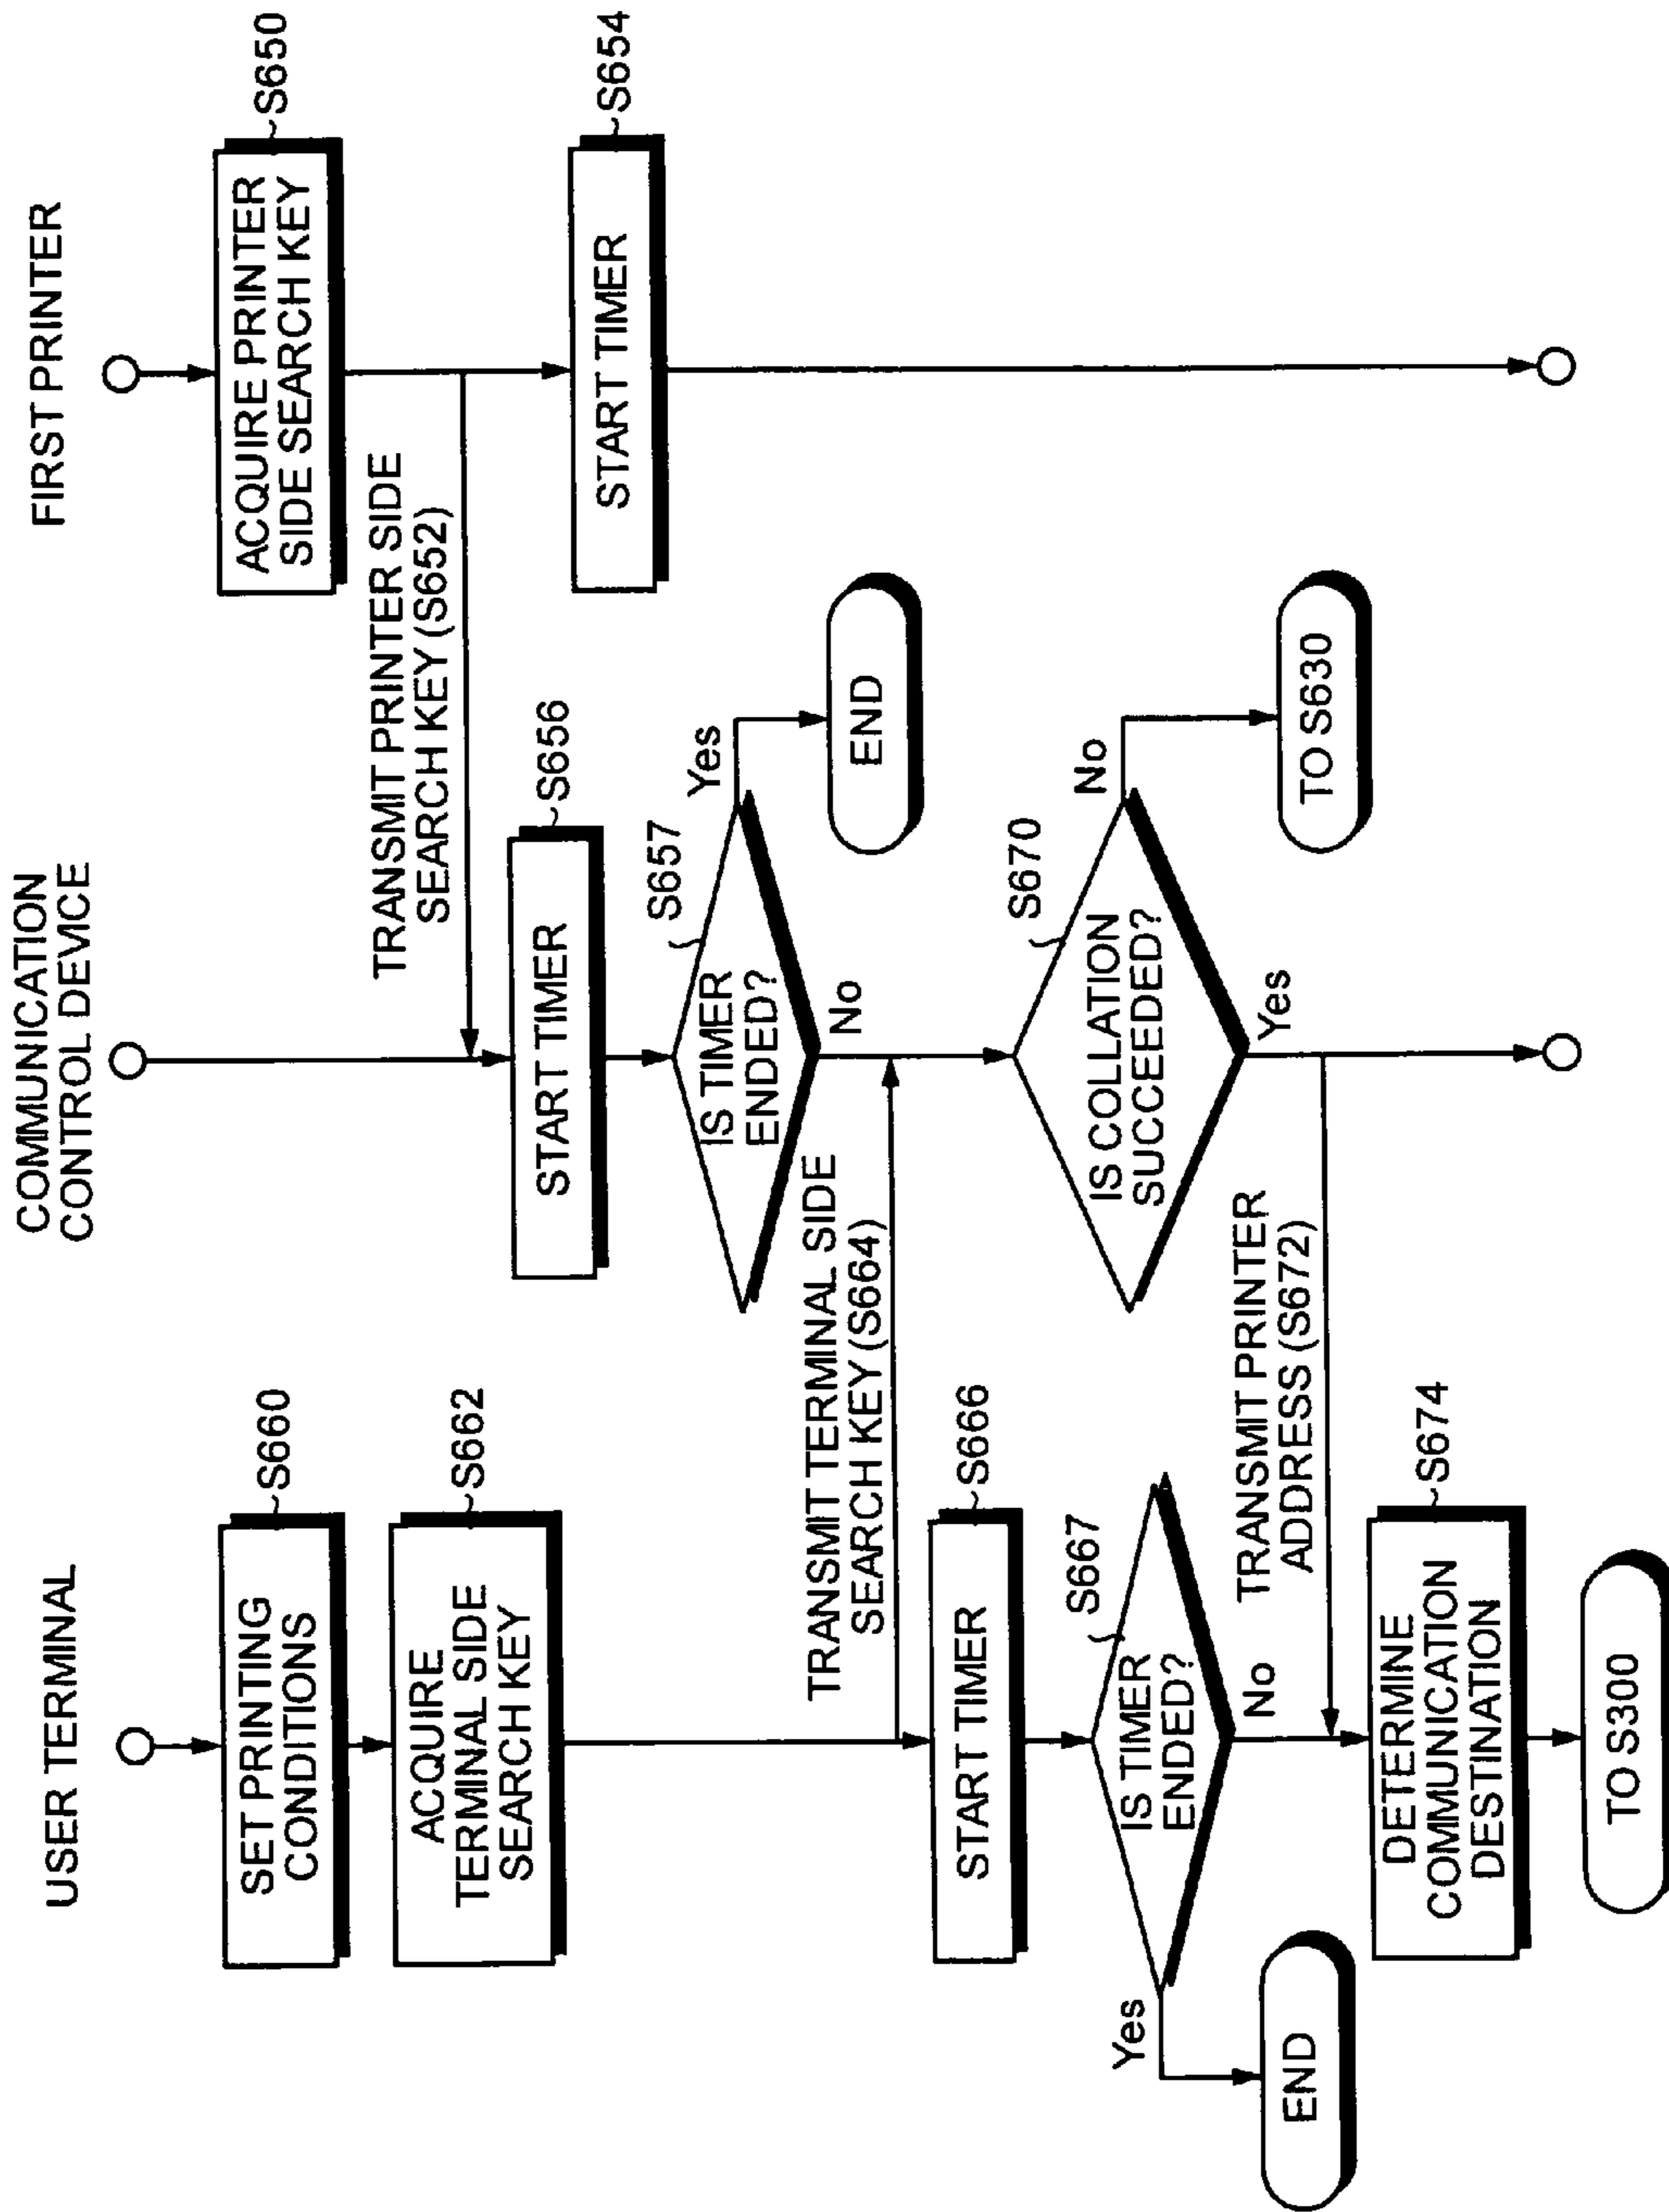 USER TERMINAL
COMMUNICATION
CONTROL DEVICE
FIRST PRINTER
SET PRINTING
CONDITIONS
S660
ACQUIRE
TERMINAL SIDE
SEARCH KEY
S662
TRANSMIT TERMINAL SIDE
SEARCH KEY (S664)
START TIMER
S666
IS TIMER
ENDED?
S667
Yes
END
No
TRANSMIT PRINTER
ADDRESS (S672)
DETERMINE
COMMUNICATION
DESTINATION
S674
TO S300
TRANSMIT PRINTER SIDE
SEARCH KEY (S652)
START TIMER
S656
IS TIMER
ENDED?
S657
Yes
END
No
IS COLLATION
SUCCEEDED?
S670
No
TO S630
Yes
ACQUIRE PRINTER
SIDE SEARCH KEY
S650
START TIMER
S654